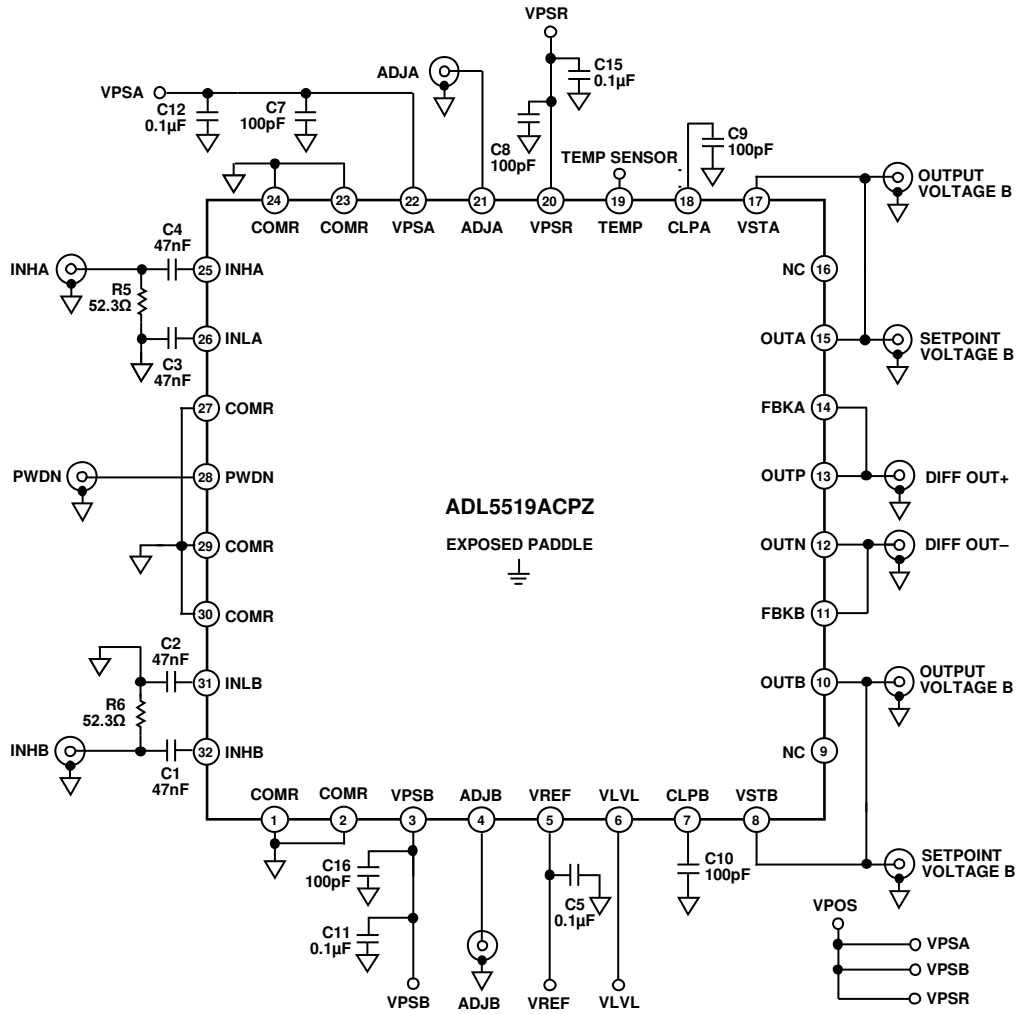 VPSR
ADJA
C15
0.1µF
VPSA
C12
0.1µF
C7
100pF
C8
100pF
C9
100pF
TEMP SENSOR
OUTPUT
VOLTAGE B
24
23
22
21
20
19
18
17
COMR
COMR
VPSA
ADJA
VPSR
TEMP
CLPA
VSTA
C4
47nF
INHA
25
INHA
NC
16
R5
52.3Ω
26
INLA
OUTA
15
SETPOINT
VOLTAGE B
C3
47nF
27
COMR
FBKA
14
PWDN
28
PWDN
OUTP
13
DIFF OUT+
ADL5519ACPZ
EXPOSED PADDLE
29
COMR
OUTN
12
DIFF OUT–
30
COMR
FBKB
11
C2
47nF
31
INLB
OUTB
10
OUTPUT
VOLTAGE B
R6
52.3Ω
INHB
32
INHB
NC
9
C1
47nF
COMR
COMR
VPSB
ADJB
VREF
VLVL
CLPB
VSTB
1
2
3
4
5
6
7
8
C16
100pF
C10
100pF
SETPOINT
VOLTAGE B
C5
0.1µF
C11
0.1µF
VPOS
VPSA
VPSB
VPSR
VPSB
ADJB
VREF
VLVL